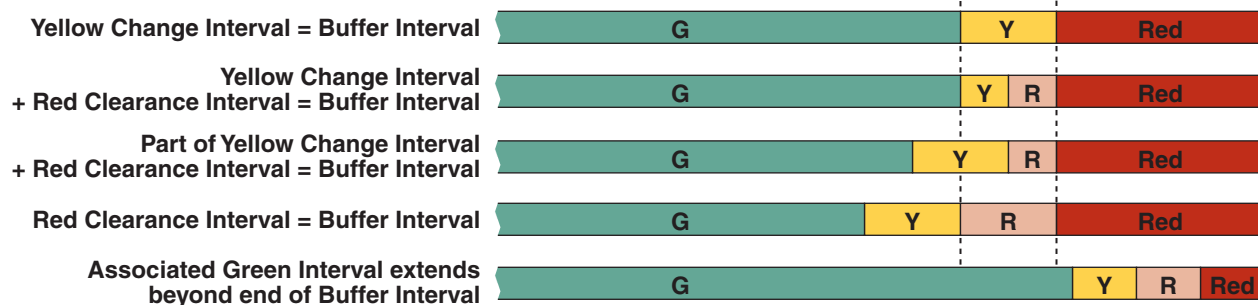 Yellow Change Interval = Buffer Interval
G Y Red
Yellow Change Interval
+ Red Clearance Interval = Buffer Interval
G Y R Red
Part of Yellow Change Interval
+ Red Clearance Interval = Buffer Interval
G Y R Red
Red Clearance Interval = Buffer Interval
G Y R Red
Associated Green Interval extends
beyond end of Buffer Interval
G Y R Red